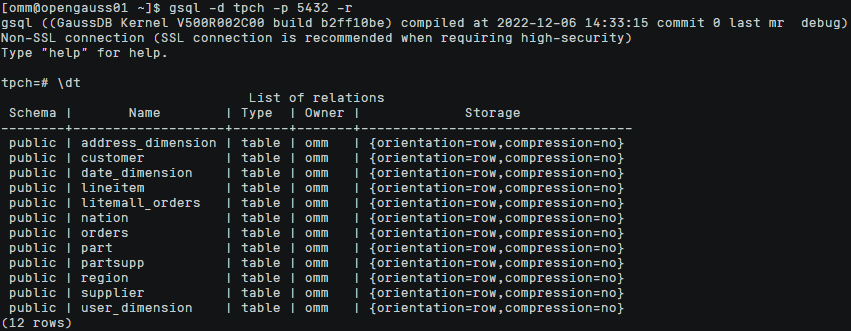 [omm@opengauss01 ~]$ gsql -d tpch -p 5432 -r
gsql ((GaussDB Kernel V500R002C00 build b2ff10be) compiled at 2022-12-06 14:33:15 commit 0 last mr  debug)
Non-SSL connection (SSL connection is recommended when requiring high-security)
Type "help" for help.

tpch=# \dt
                                 List of relations
 Schema |       Name        | Type  | Owner |             Storage
--------+-------------------+-------+-------+----------------------------------
 public | address_dimension | table | omm   | {orientation=row,compression=no}
 public | customer          | table | omm   | {orientation=row,compression=no}
 public | date_dimension    | table | omm   | {orientation=row,compression=no}
 public | lineitem          | table | omm   | {orientation=row,compression=no}
 public | litemall_orders   | table | omm   | {orientation=row,compression=no}
 public | nation            | table | omm   | {orientation=row,compression=no}
 public | orders            | table | omm   | {orientation=row,compression=no}
 public | part              | table | omm   | {orientation=row,compression=no}
 public | partsupp          | table | omm   | {orientation=row,compression=no}
 public | region            | table | omm   | {orientation=row,compression=no}
 public | supplier          | table | omm   | {orientation=row,compression=no}
 public | user_dimension    | table | omm   | {orientation=row,compression=no}
(12 rows)